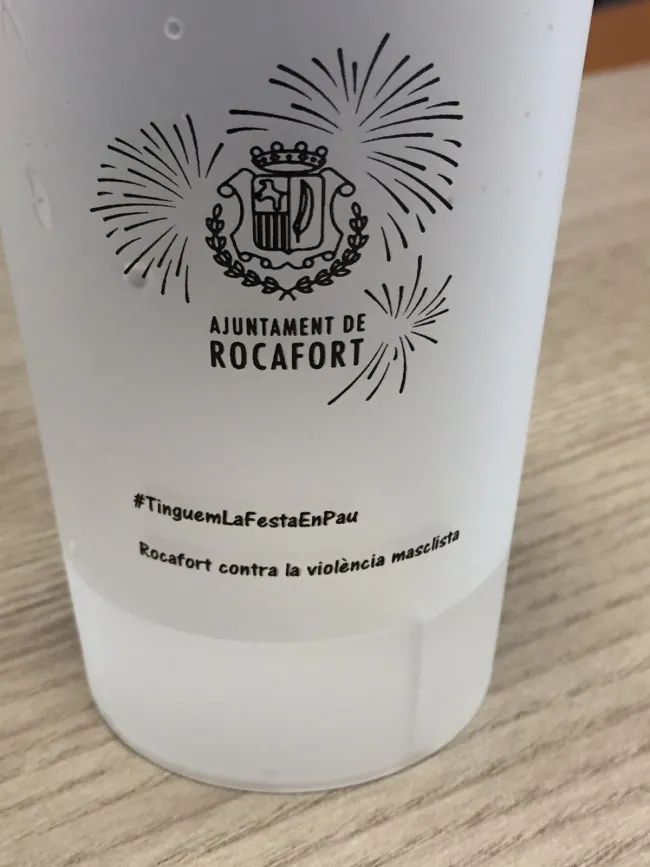 AJUNTAMENT DE
ROCAFORT
#TinguemLaFestaEnPau
Rocafort contra la violència masclista